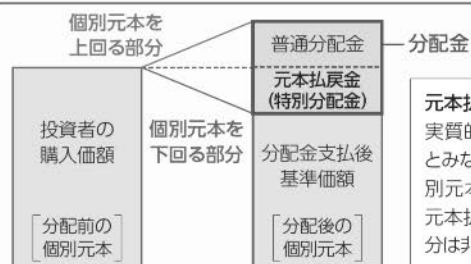 個別元本を
上回る部分
普通分配金
分配金
元本払戻金
(特別分配金)
投資者の
購入価額
個別元本を
下回る部分
分配金支払後
基準価額
分配前の
個別元本
分配後の
個別元本
元本払
実質的
とみな
別元本
元本払
分は非